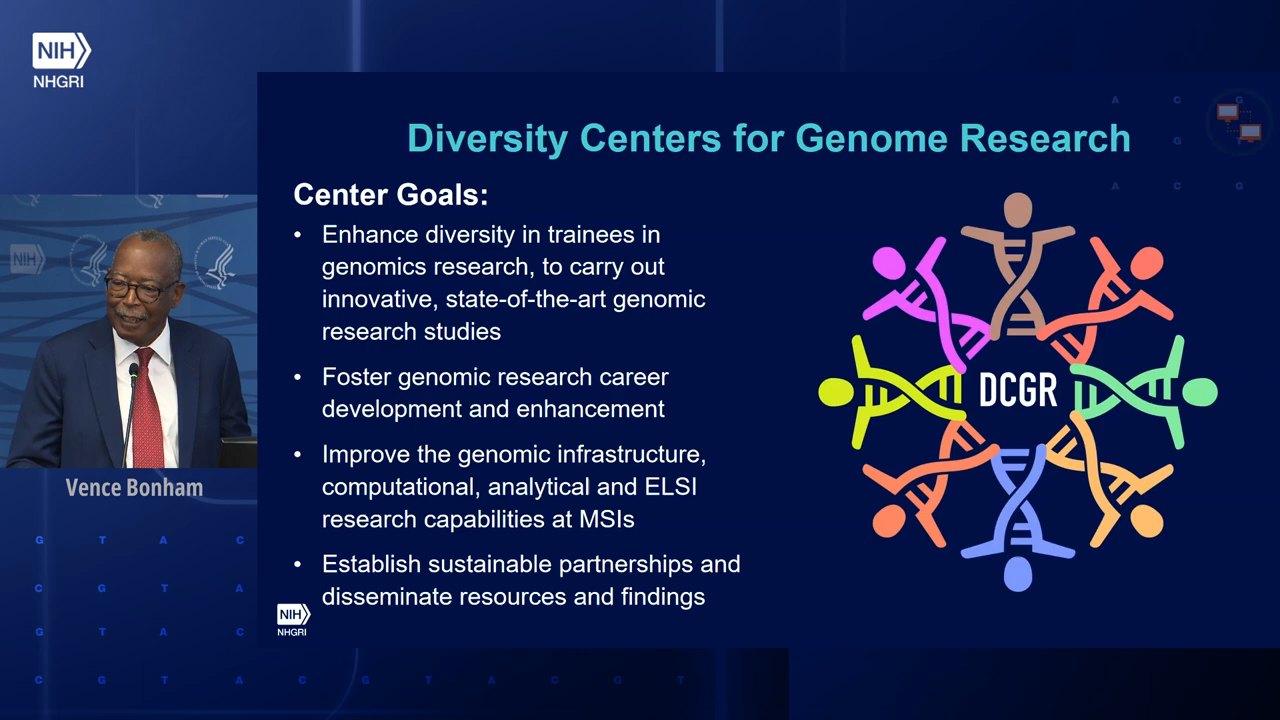 NIH
NHGRI
Diversity Centers for Genome Research
Center Goals:
• Enhance diversity in trainees in
genomics research, to carry out
innovative, state-of-the-art genomic
research studies
• Foster genomic research career
development and enhancement
• Improve the genomic infrastructure,
computational, analytical and ELSI
research capabilities at MSIs
• Establish sustainable partnerships and
disseminate resources and findings
DCGR
NIH
NHGRI
A C G
G T
A C G
NIH
Vence Bonham
G T A C
C G T A
G T A C
C G T A C G T A C G T